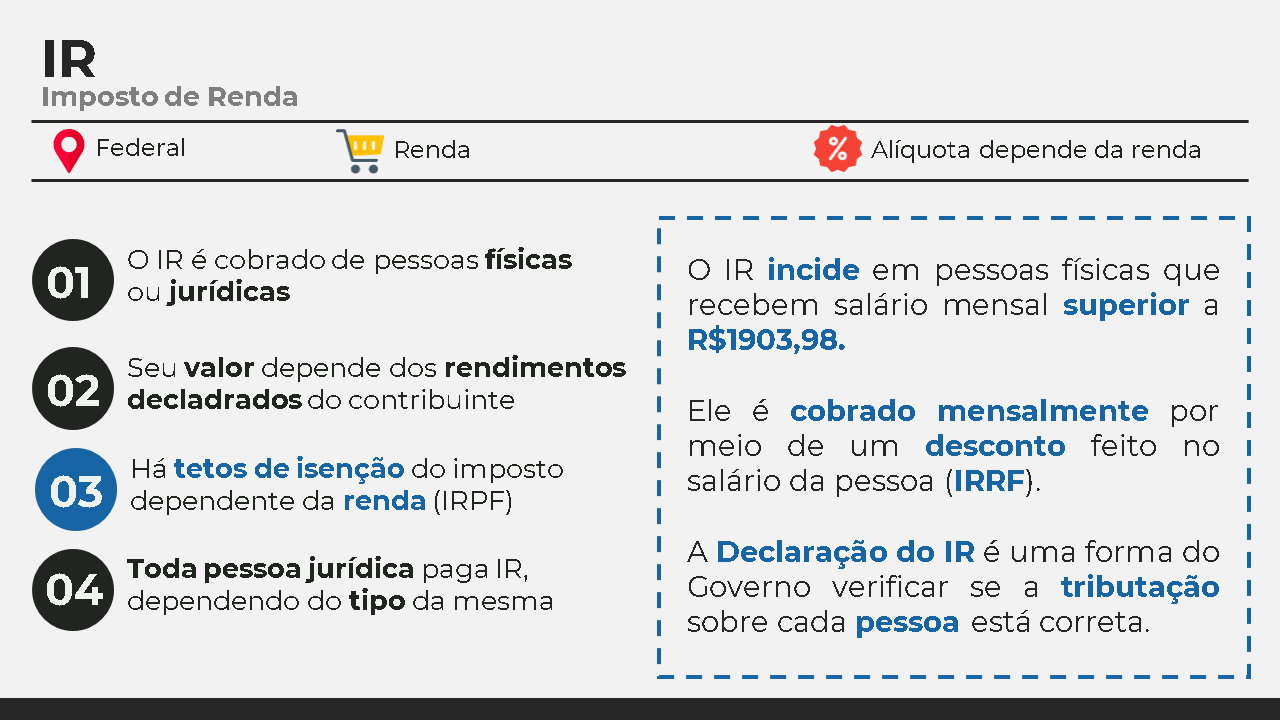 IR
Imposto de Renda
Federal
Renda
%
Alíquota depende da renda
01
O IR é cobrado de pessoas físicas
ou jurídicas
02
Seu valor depende dos rendimentos
decladrados do contribuinte
03
Há tetos de isenção do imposto
dependente da renda (IRPF)
04
Toda pessoa jurídica paga IR,
dependendo do tipo da mesma
O IR incide em pessoas físicas que
recebem salário mensal superior a
R$1903,98.
Ele é cobrado mensalmente por
meio de um desconto feito no
salário da pessoa (IRRF).
A Declaração do IR é uma forma do
Governo verificar se a tributação
sobre cada pessoa está correta.